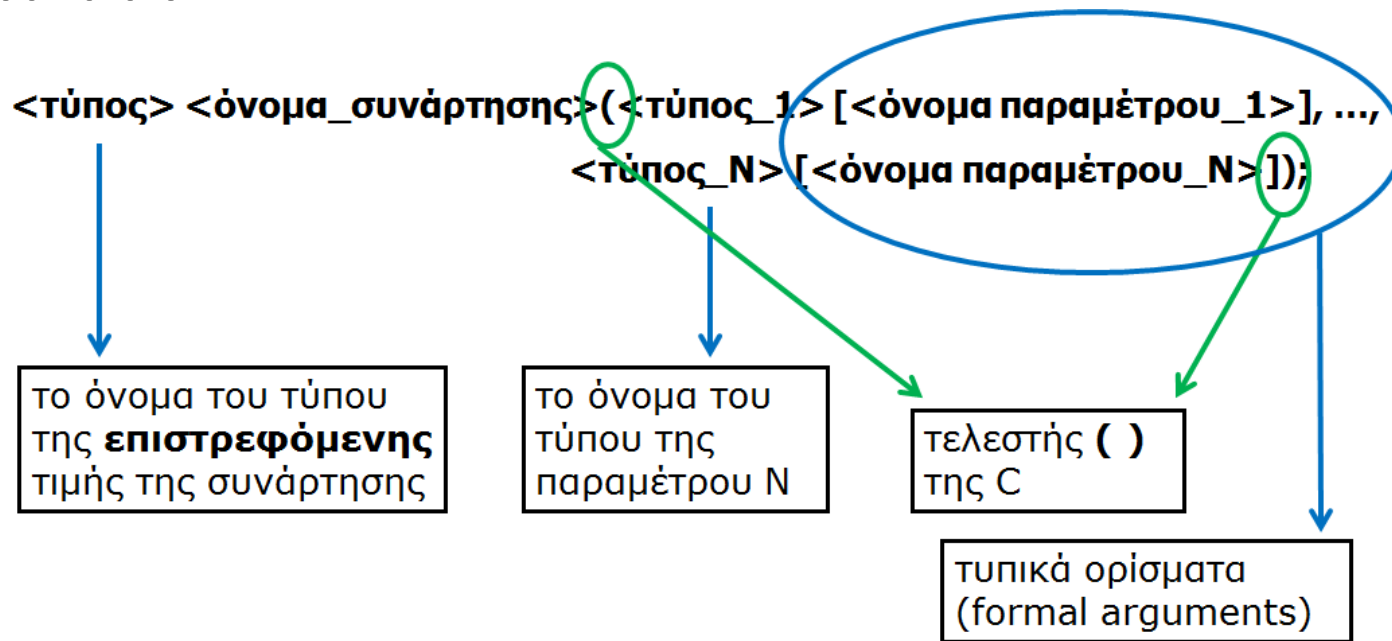 <τύπος> <όνομα_συνάρτησης>(<τύπος_1> [<όνομα παραμέτρου_1>], ...,
<τύπος_Ν> [<όνομα παραμέτρου_Ν>]);
το όνομα του τύπου
της επιστρεφόμενης
τιμής της συνάρτησης
το όνομα του
τύπου της
παραμέτρου Ν
τελεστής ( )
της C
τυπικά ορίσματα
(formal arguments)